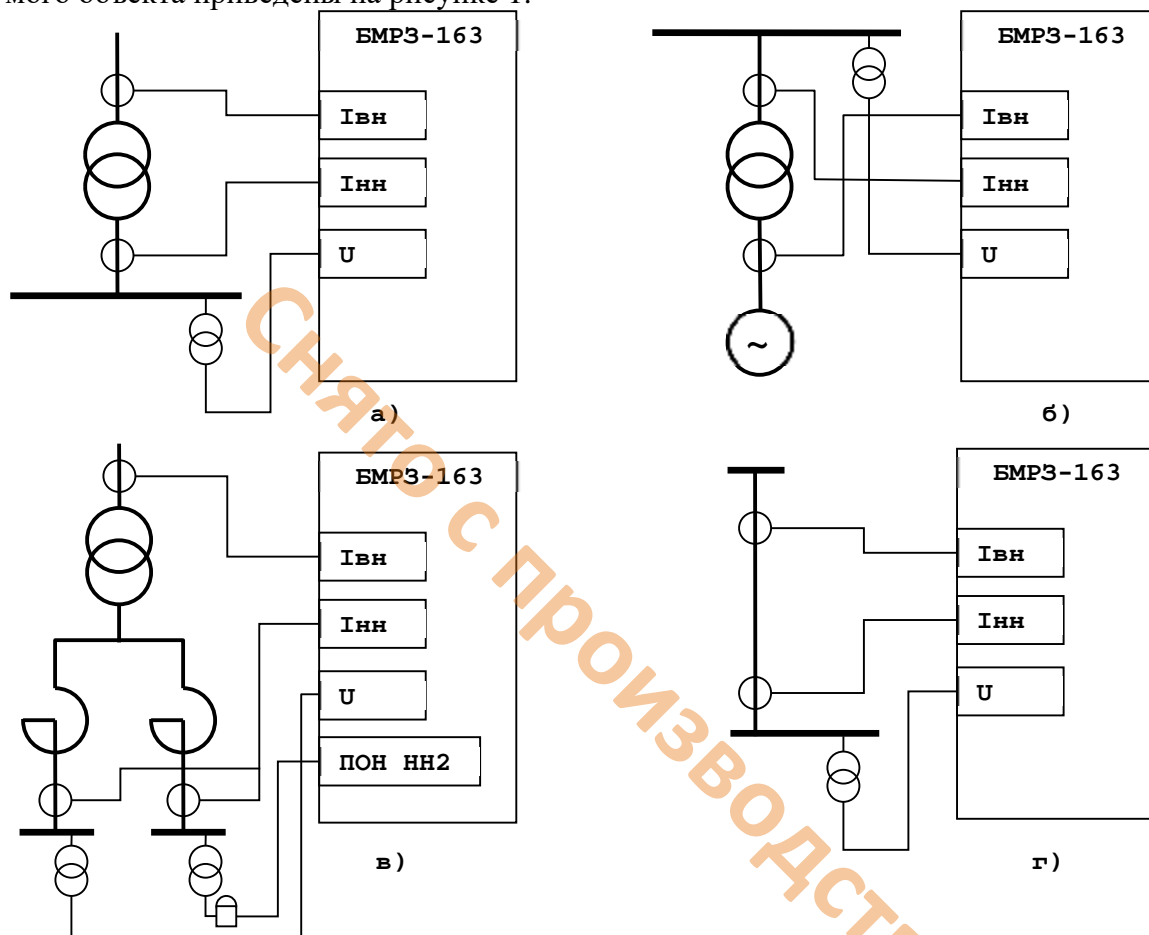 мого объекта приведены на рисунке 1.
БМРЗ-163
Iвн
Iнн
U
а)
БМРЗ-163
Iвн
Iнн
U
~
б)
БМРЗ-163
Iвн
Iнн
U
ПОН НН2
в)
БМРЗ-163
Iвн
Iнн
U
г)
Снято с производст